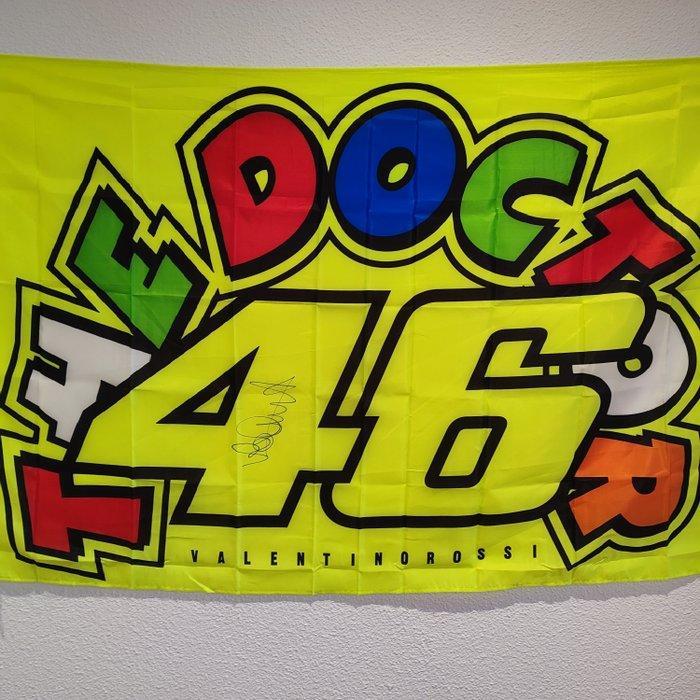 THE DOCTOR
46
VALENTINOROSSI